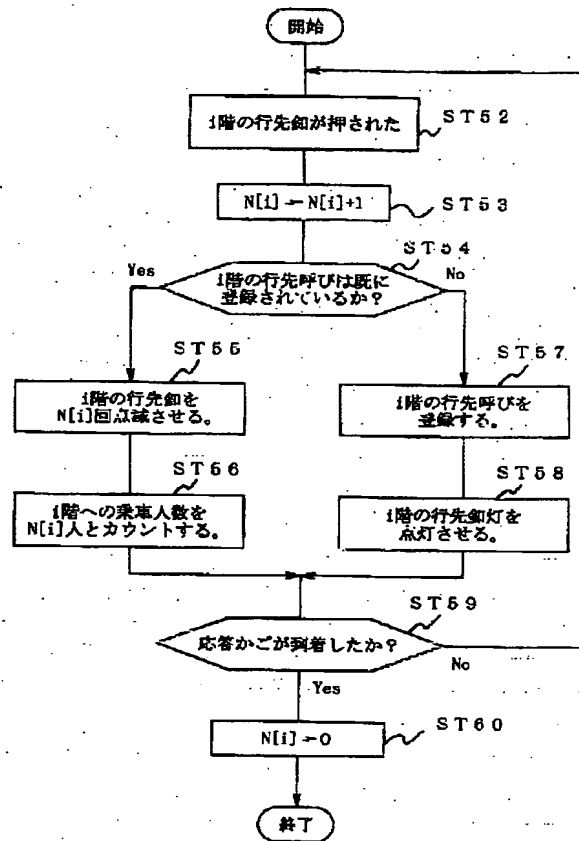 開始
i階の行先釦が押された
ST52
N[i]←N[i]+1
ST53
ST54
Yes
No
i階の行先呼びは既に
登録されているか？
ST55
ST57
i階の行先釦を
N[i]回点滅させる。
i階の行先呼びを
登録する。
ST56
ST58
i階への乗車人数を
N[i]人とカウントする。
i階の行先釦灯を
点灯させる。
ST59
応答かごが到着したか？
No
Yes
N[i]←0
ST60
終了